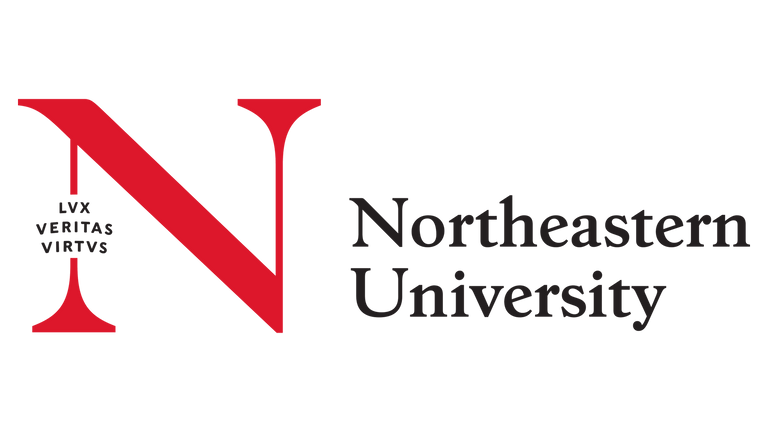 N
LVX
VERITAS
VIRTVS
Northeastern
University